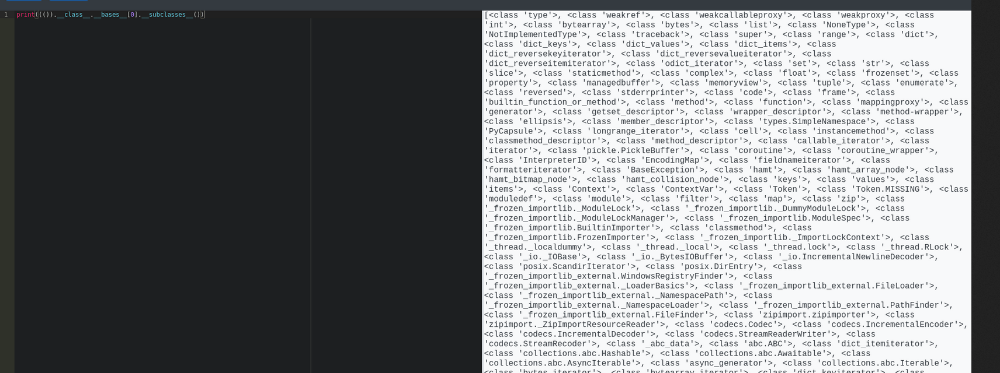 1 print((()).__class__.__bases__[0].__subclasses__())
[<class 'type'>, <class 'weakref'>, <class 'weakcallableproxy'>, <class 'weakproxy'>, <class
'int'>, <class 'bytearray'>, <class 'bytes'>, <class 'list'>, <class 'NoneType'>, <class
'NotImplementedType'>, <class 'traceback'>, <class 'super'>, <class 'range'>, <class 'dict'>,
<class 'dict_keys'>, <class 'dict_values'>, <class 'dict_items'>, <class
'dict_reversekeyiterator'>, <class 'dict_reversevalueiterator'>, <class
'dict_reverseitemiterator'>, <class 'odict_iterator'>, <class 'set'>, <class 'str'>, <class
'slice'>, <class 'staticmethod'>, <class 'complex'>, <class 'float'>, <class 'frozenset'>, <class
'property'>, <class 'managedbuffer'>, <class 'memoryview'>, <class 'tuple'>, <class 'enumerate'>,
<class 'reversed'>, <class 'stderrprinter'>, <class 'code'>, <class 'frame'>, <class
'builtin_function_or_method'>, <class 'method'>, <class 'function'>, <class 'mappingproxy'>, <class
'generator'>, <class 'getset_descriptor'>, <class 'wrapper_descriptor'>, <class 'method-wrapper'>,
<class 'ellipsis'>, <class 'member_descriptor'>, <class 'types.SimpleNamespace'>, <class
'PyCapsule'>, <class 'longrange_iterator'>, <class 'cell'>, <class 'instancemethod'>, <class
'classmethod_descriptor'>, <class 'method_descriptor'>, <class 'callable_iterator'>, <class
'iterator'>, <class 'pickle.PickleBuffer'>, <class 'coroutine'>, <class 'coroutine_wrapper'>,
<class 'InterpreterID'>, <class 'EncodingMap'>, <class 'fieldnameiterator'>, <class
'formatteriterator'>, <class 'BaseException'>, <class 'hamt'>, <class 'hamt_array_node'>, <class
'hamt_bitmap_node'>, <class 'hamt_collision_node'>, <class 'keys'>, <class 'values'>, <class
'items'>, <class 'Context'>, <class 'ContextVar'>, <class 'Token'>, <class 'Token.MISSING'>, <class
'moduledef'>, <class 'module'>, <class 'filter'>, <class 'map'>, <class 'zip'>, <class
'_frozen_importlib._ModuleLock'>, <class '_frozen_importlib._DummyModuleLock'>, <class
'_frozen_importlib._ModuleLockManager'>, <class '_frozen_importlib.ModuleSpec'>, <class
'_frozen_importlib.BuiltinImporter'>, <class 'classmethod'>, <class
'_frozen_importlib.FrozenImporter'>, <class '_frozen_importlib._ImportLockContext'>, <class
'_thread._localdummy'>, <class '_thread._local'>, <class '_thread.lock'>, <class '_thread.RLock'>,
<class '_io._IOBase'>, <class '_io._BytesIOBuffer'>, <class '_io.IncrementalNewlineDecoder'>,
<class 'posix.ScandirIterator'>, <class 'posix.DirEntry'>, <class
'_frozen_importlib_external.WindowsRegistryFinder'>, <class
'_frozen_importlib_external._LoaderBasics'>, <class '_frozen_importlib_external.FileLoader'>,
<class '_frozen_importlib_external._NamespacePath'>, <class
'_frozen_importlib_external._NamespaceLoader'>, <class '_frozen_importlib_external.PathFinder'>,
<class '_frozen_importlib_external.FileFinder'>, <class 'zipimport.zipimporter'>, <class
'zipimport._ZipImportResourceReader'>, <class 'codecs.Codec'>, <class 'codecs.IncrementalEncoder'>,
<class 'codecs.IncrementalDecoder'>, <class 'codecs.StreamReaderWriter'>, <class
'codecs.StreamRecoder'>, <class '_abc_data'>, <class 'abc.ABC'>, <class 'dict_itemiterator'>,
<class 'collections.abc.Hashable'>, <class 'collections.abc.Awaitable'>, <class
'collections.abc.AsyncIterable'>, <class 'async_generator'>, <class 'collections.abc.Iterable'>,
<class 'bytes_iterator'>, <class 'bytearray_iterator'>, <class 'dict_keyiterator'>, <class